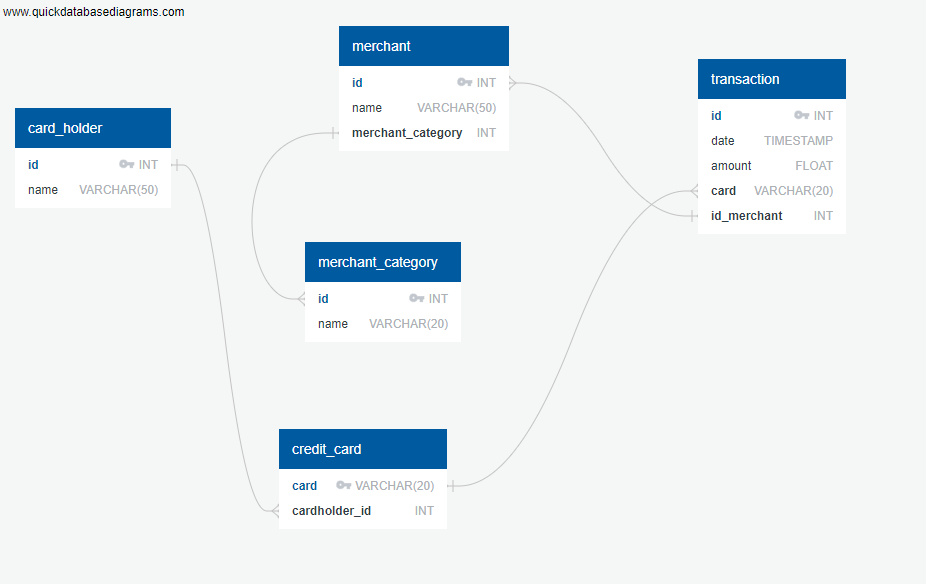 www.quickdatabasediagrams.com
card_holder
id INT
name VARCHAR(50)
merchant
id INT
name VARCHAR(50)
merchant_category INT
transaction
id INT
date TIMESTAMP
amount FLOAT
card VARCHAR(20)
id_merchant INT
merchant_category
id INT
name VARCHAR(20)
credit_card
card VARCHAR(20)
cardholder_id INT